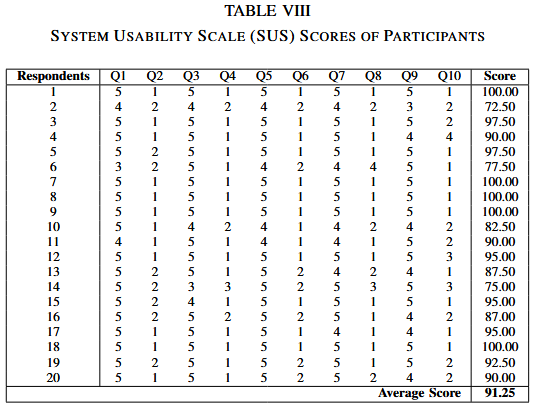 TABLE VIII
SYSTEM USABILITY SCALE (SUS) SCORES OF PARTICIPANTS
Respondents Q1 Q2 Q3 Q4 Q5 Q6 Q7 Q8 Q9 Q10 Score
1 5 1 5 1 5 1 5 1 5 1 100.00
2 4 2 4 2 4 2 4 2 3 2 72.50
3 5 1 5 1 5 1 5 1 5 2 97.50
4 5 1 5 1 5 1 5 1 4 4 90.00
5 5 2 5 1 5 1 5 1 5 1 97.50
6 3 2 5 1 4 2 4 4 5 1 77.50
7 5 1 5 1 5 1 5 1 5 1 100.00
8 5 1 5 1 5 1 5 1 5 1 100.00
9 5 1 5 1 5 1 5 1 5 1 100.00
10 5 1 4 2 4 1 4 2 4 2 82.50
11 4 1 5 1 4 1 4 1 5 2 90.00
12 5 1 5 1 5 1 5 1 5 3 95.00
13 5 2 5 1 5 2 4 2 4 1 87.50
14 5 2 3 3 5 2 5 3 5 3 75.00
15 5 2 4 1 5 1 5 1 5 1 95.00
16 5 2 5 2 5 2 5 1 4 2 87.00
17 5 1 5 1 5 1 4 1 4 1 95.00
18 5 1 5 1 5 1 5 1 5 1 100.00
19 5 2 5 1 5 2 5 1 5 2 92.50
20 5 1 5 1 5 2 5 2 4 2 90.00
Average Score 91.25